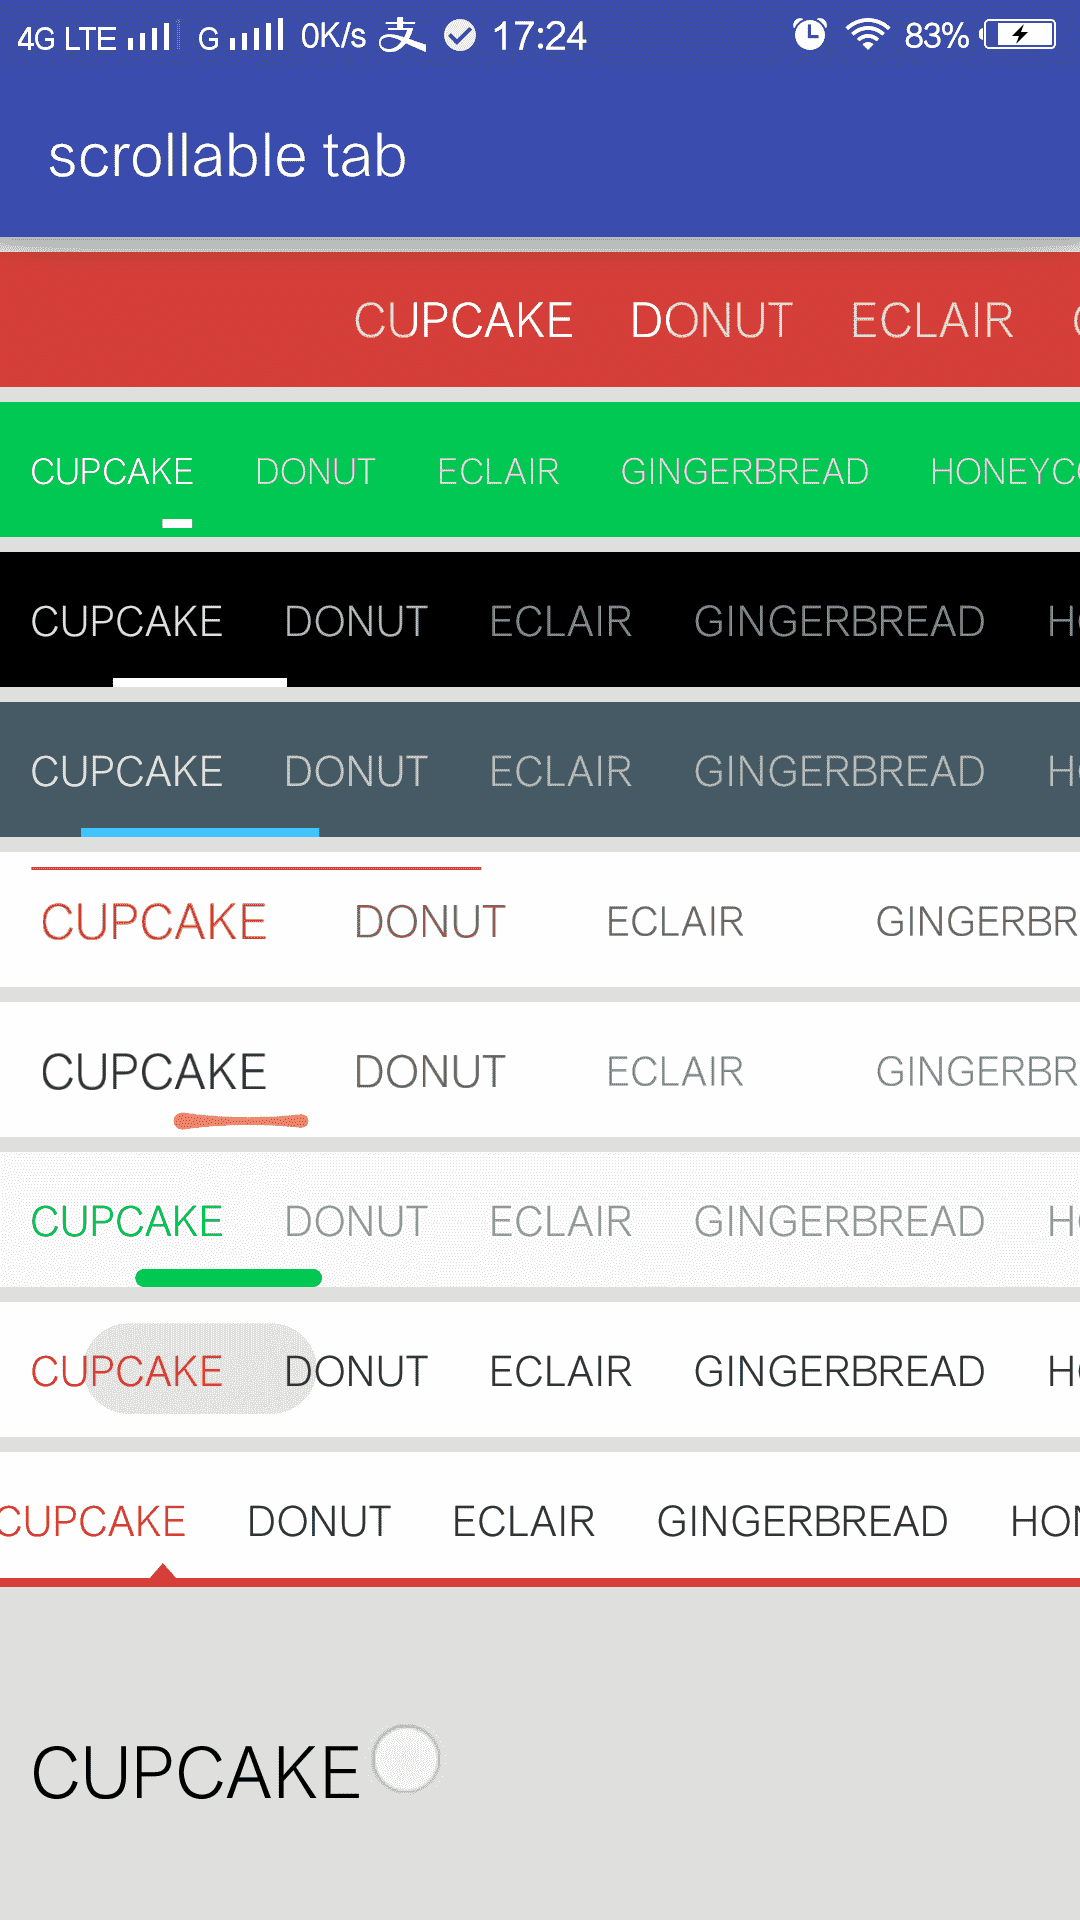 4G LTE G 0K/s 支 17:24 83%
scrollable tab
CUPCAKE DONUT ECLAIR
CUPCAKE DONUT ECLAIR GINGERBREAD HONEYCO
CUPCAKE DONUT ECLAIR GINGERBREAD H
CUPCAKE DONUT ECLAIR GINGERBREAD H
CUPCAKE DONUT ECLAIR GINGERBR
CUPCAKE DONUT ECLAIR GINGERBR
CUPCAKE DONUT ECLAIR GINGERBREAD H
CUPCAKE DONUT ECLAIR GINGERBREAD H
CUPCAKE DONUT ECLAIR GINGERBREAD HON
CUPCAKE